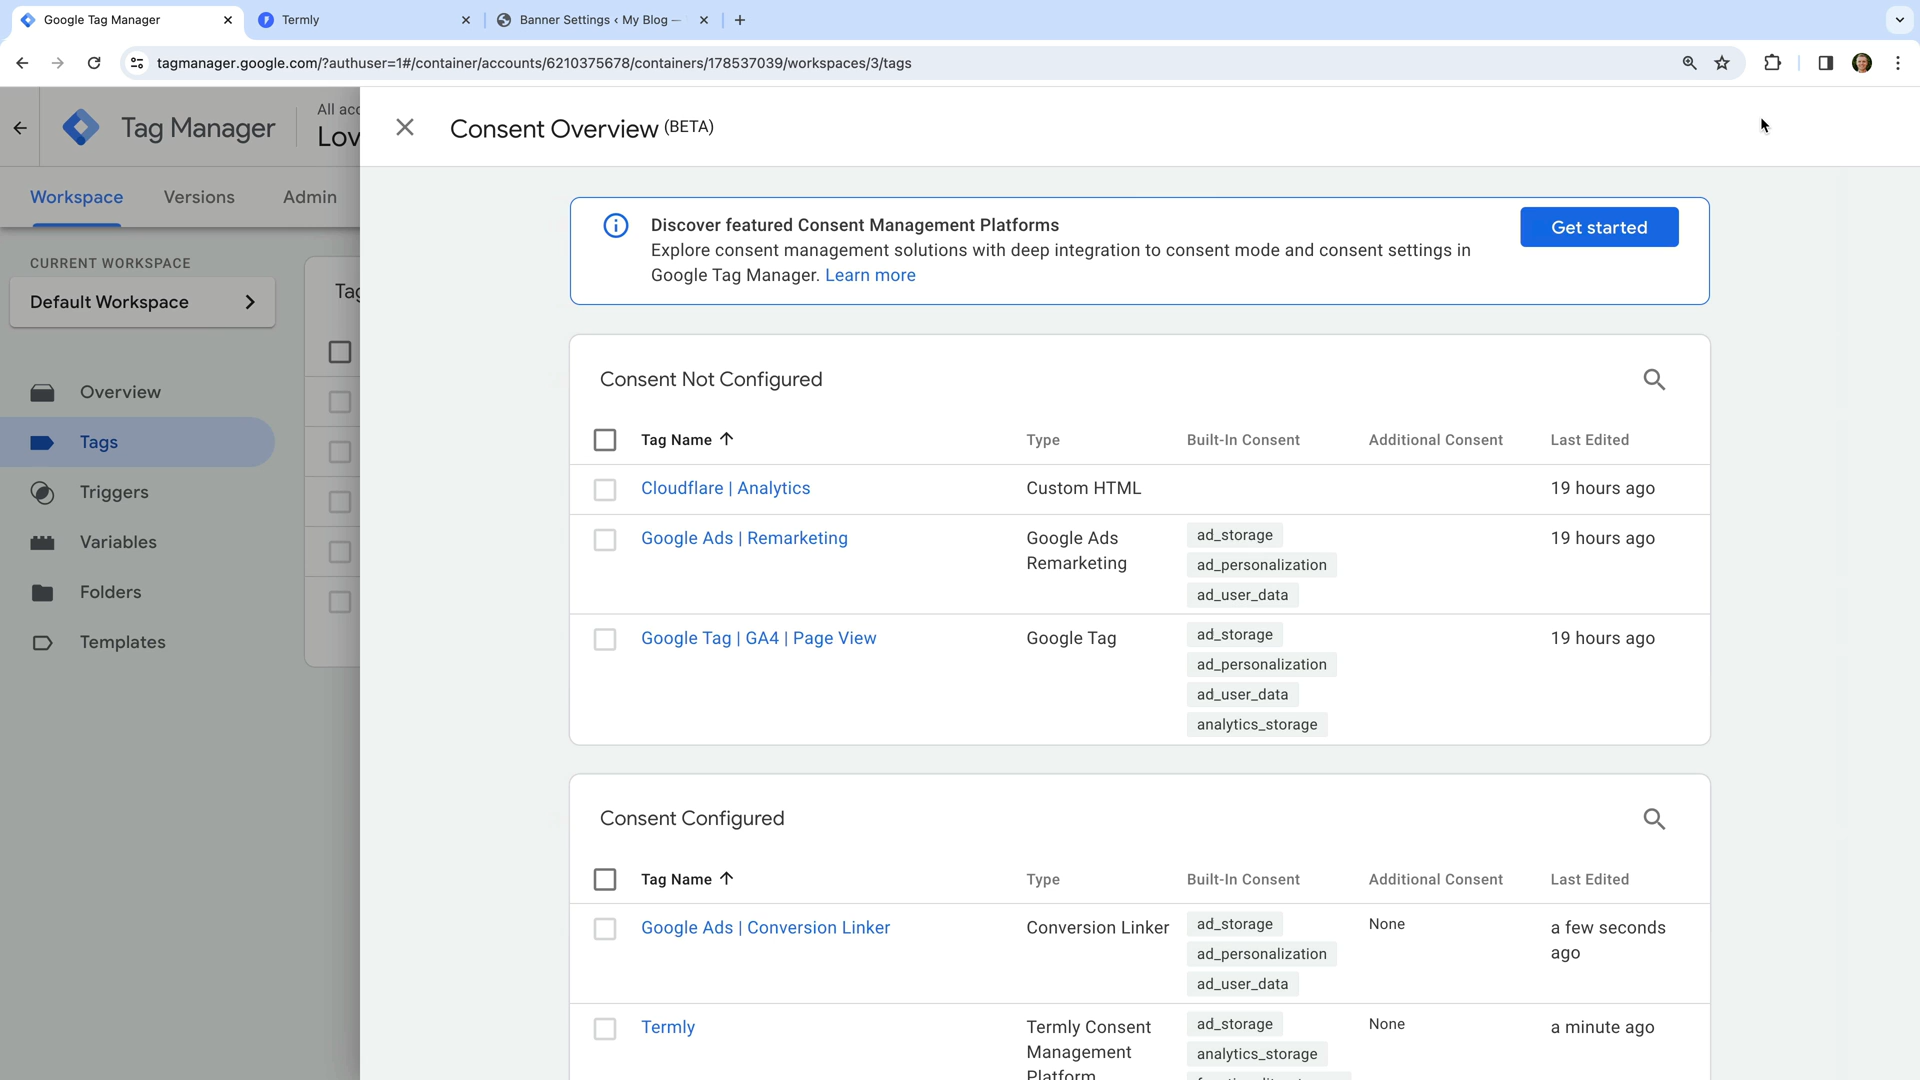 Google Tag Manager
Termly
Banner Settings ‹ My Blog —
tagmanager.google.com/?authuser=1#/container/accounts/6210375678/containers/178537039/workspaces/3/tags
Tag Manager
All acc
Lov
Consent Overview (BETA)
Workspace
Versions
Admin
CURRENT WORKSPACE
Default Workspace
Tag
Overview
Tags
Triggers
Variables
Folders
Templates
Discover featured Consent Management Platforms
Explore consent management solutions with deep integration to consent mode and consent settings in
Google Tag Manager. Learn more
Get started
Consent Not Configured
Tag Name
Type
Built-In Consent
Additional Consent
Last Edited
Cloudflare | Analytics
Custom HTML
19 hours ago
Google Ads | Remarketing
Google Ads
Remarketing
ad_storage
ad_personalization
ad_user_data
19 hours ago
Google Tag | GA4 | Page View
Google Tag
ad_storage
ad_personalization
ad_user_data
analytics_storage
19 hours ago
Consent Configured
Tag Name
Type
Built-In Consent
Additional Consent
Last Edited
Google Ads | Conversion Linker
Conversion Linker
ad_storage
ad_personalization
ad_user_data
None
a few seconds
ago
Termly
Termly Consent
Management
Platform
ad_storage
analytics_storage
None
a minute ago